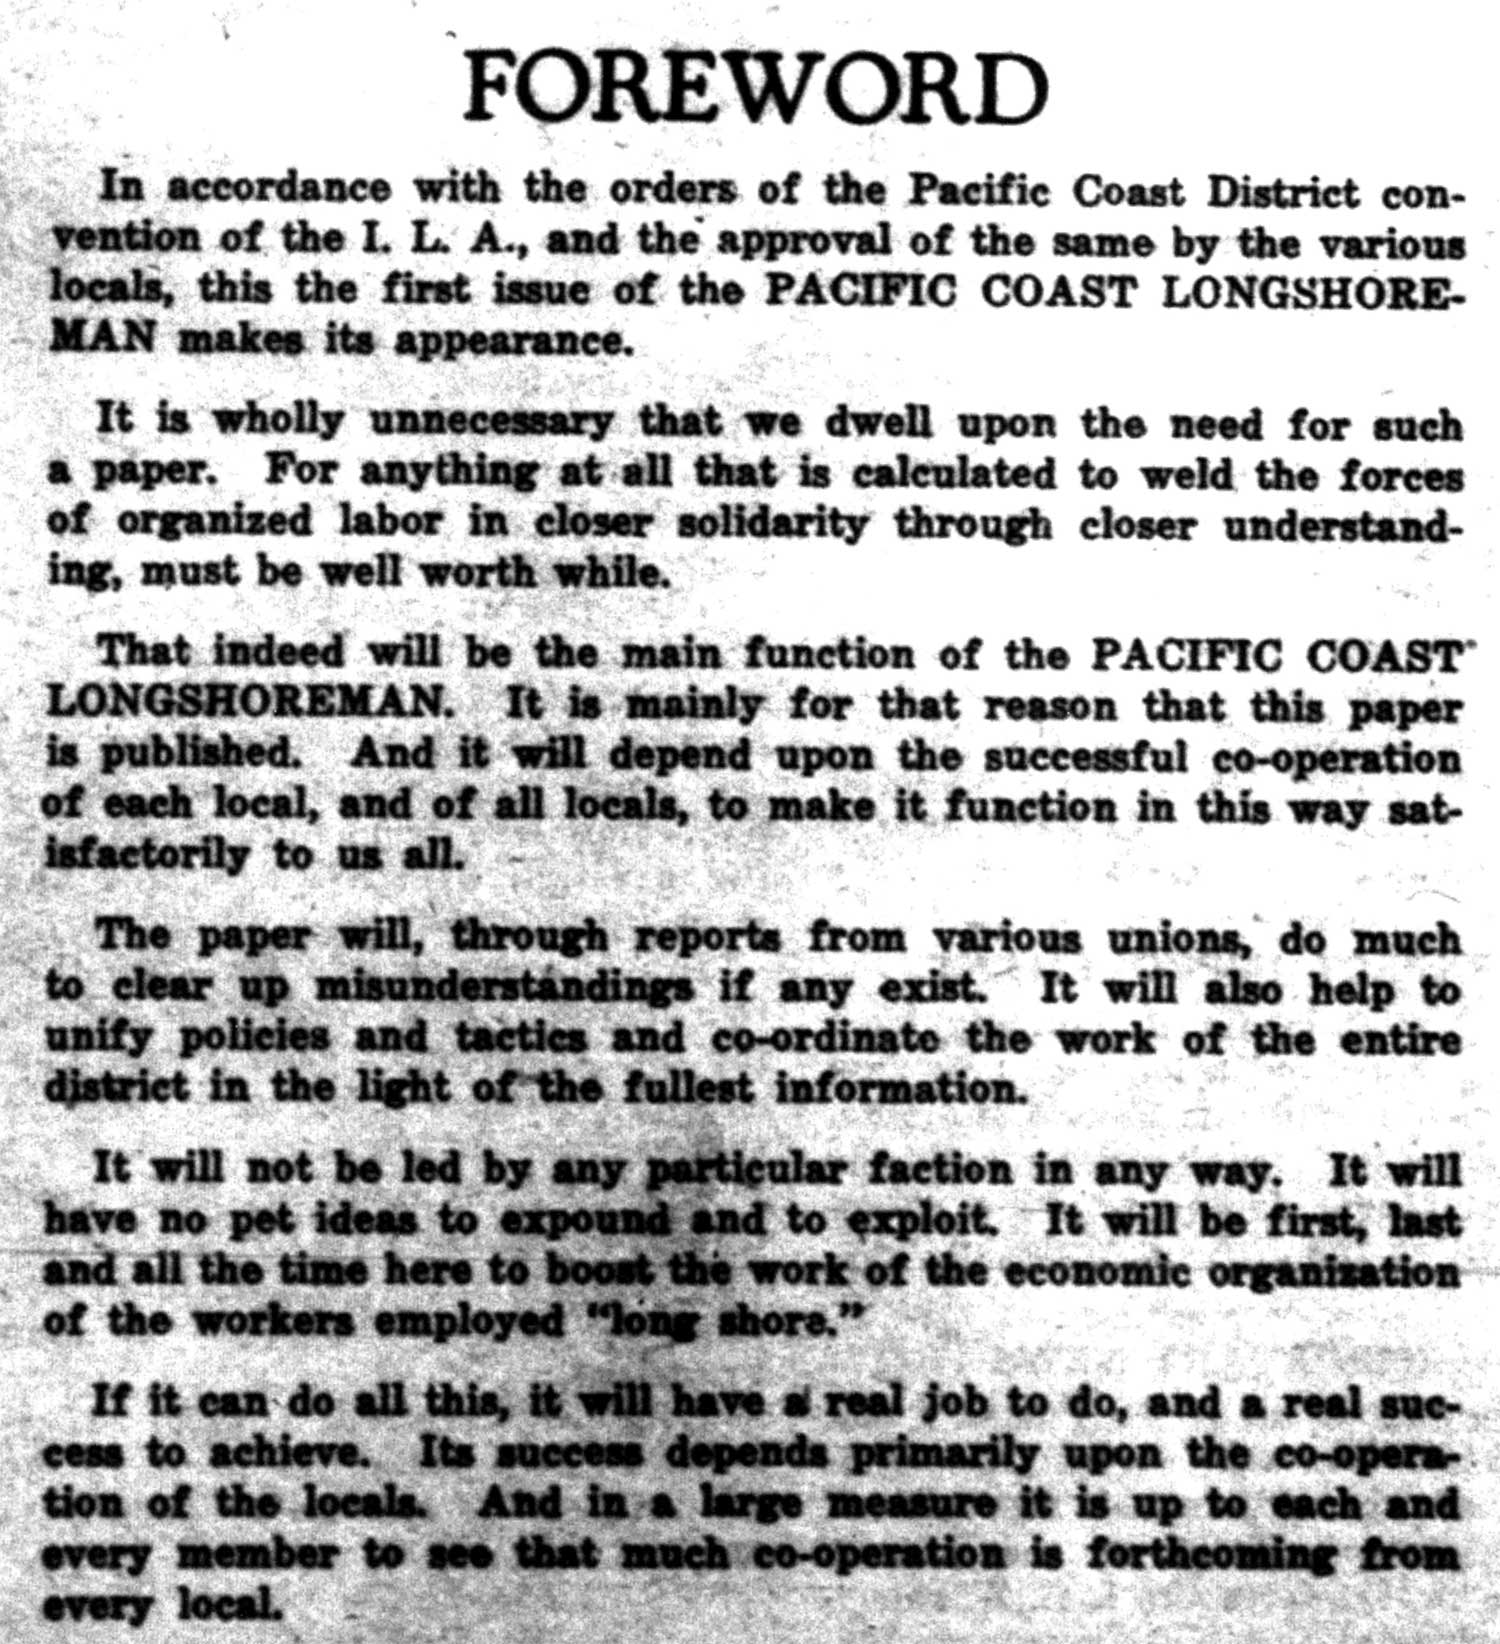 FOREWORD
In accordance with the orders of the Pacific Coast District con-
vention of the I. L. A., and the approval of the same by the various
locals, this the first issue of the PACIFIC COAST LONGSHORE-
MAN makes its appearance.
It is wholly unnecessary that we dwell upon the need for such
a paper. For anything at all that is calculated to weld the forces
of organized labor in closer solidarity through closer understand-
ing, must be well worth while.
That indeed will be the main function of the PACIFIC COAST
LONGSHOREMAN. It is mainly for that reason that this paper
is published. And it will depend upon the successful co-operation
of each local, and of all locals, to make it function in this way sat-
isfactorily to us all.
The paper will, through reports from various unions, do much
to clear up misunderstandings if any exist. It will also help to
unify policies and tactics and co-ordinate the work of the entire
district in the light of the fullest information.
It will not be led by any particular faction in any way. It will
have no pet ideas to expound and to exploit. It will be first, last
and all the time here to boost the work of the economic organization
of the workers employed "long shore."
If it can do all this, it will have a real job to do, and a real suc-
cess to achieve. Its success depends primarily upon the co-opera-
tion of the locals. And in a large measure it is up to each and
every member to see that much co-operation is forthcoming from
every local.